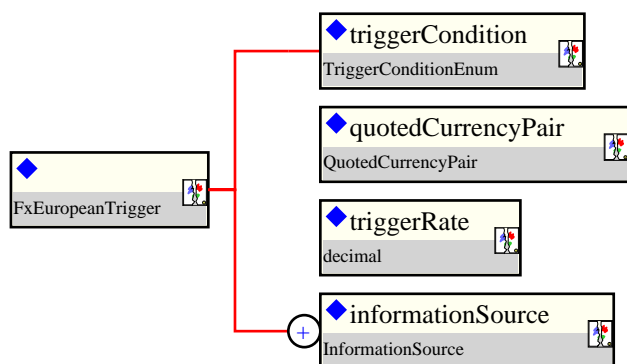 triggerCondition
TriggerConditionEnum
quotedCurrencyPair
QuotedCurrencyPair
FxEuropeanTrigger
triggerRate
decimal
+
informationSource
InformationSource